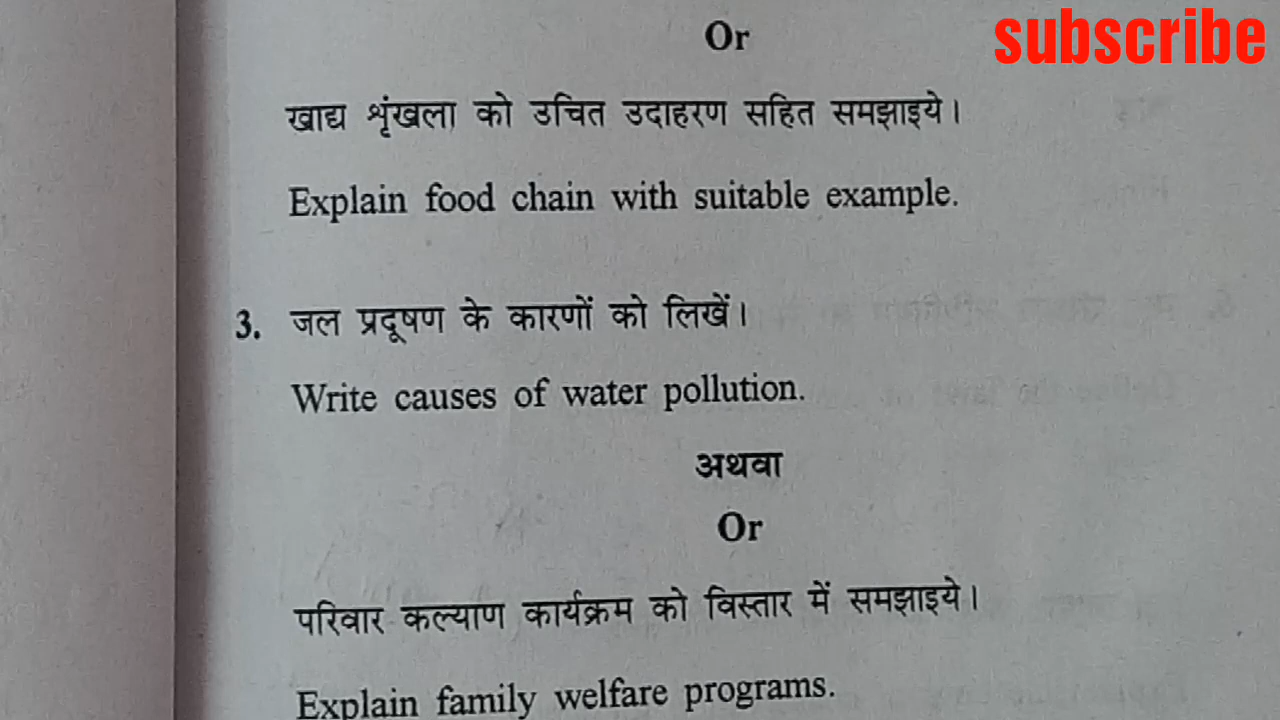 subscribe
Or
खाद्य शृंखला को उचित उदाहरण सहित समझाइये।
Explain food chain with suitable example.
3. जल प्रदूषण के कारणों को लिखें।
Write causes of water pollution.
अथवा
Or
परिवार कल्याण कार्यक्रम को विस्तार में समझाइये।
Explain family welfare programs.